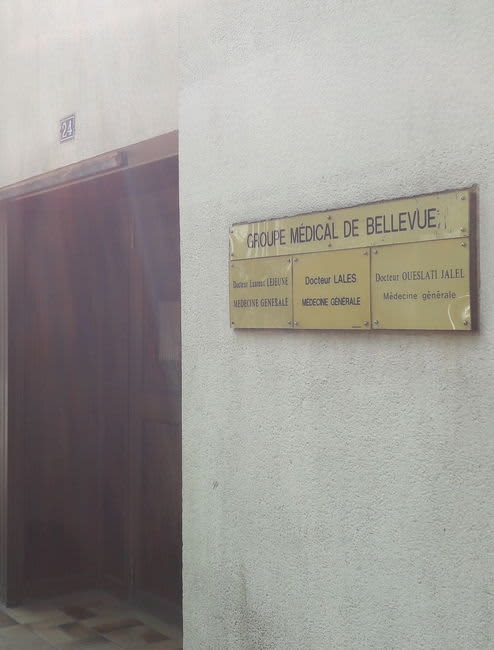 24
GROUPE MÉDICAL DE BELLEVUE
Docteur Laurent LEJEUNE
MÉDECINE GÉNÉRALE
Docteur LALES
MÉDECINE GÉNÉRALE
Docteur OUESLATI JALEL
Médecine générale